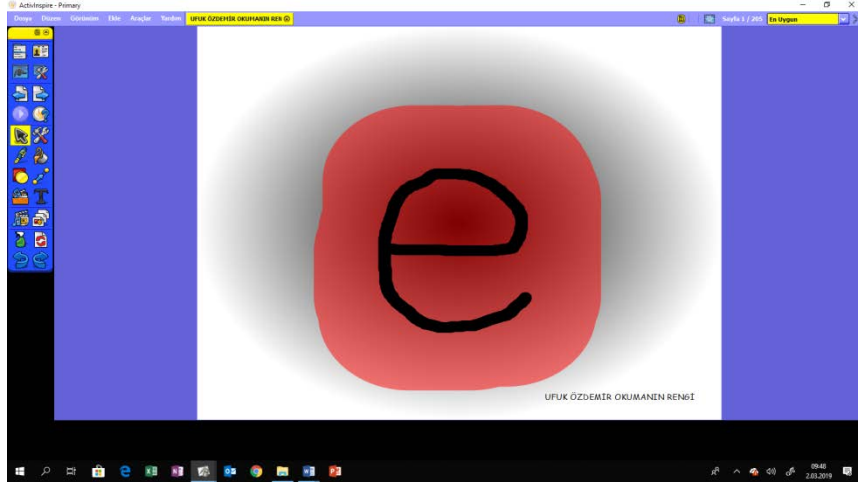 ActivInspire - Primary
Dosya Düzen Görünüm Ekle Araçlar Yardım UFUK ÖZDEMİR OKUMANIN REN Sayfa 1 / 205 En Uygun
e
UFUK ÖZDEMİR OKUMANIN RENGİ
09:48
2.03.2019